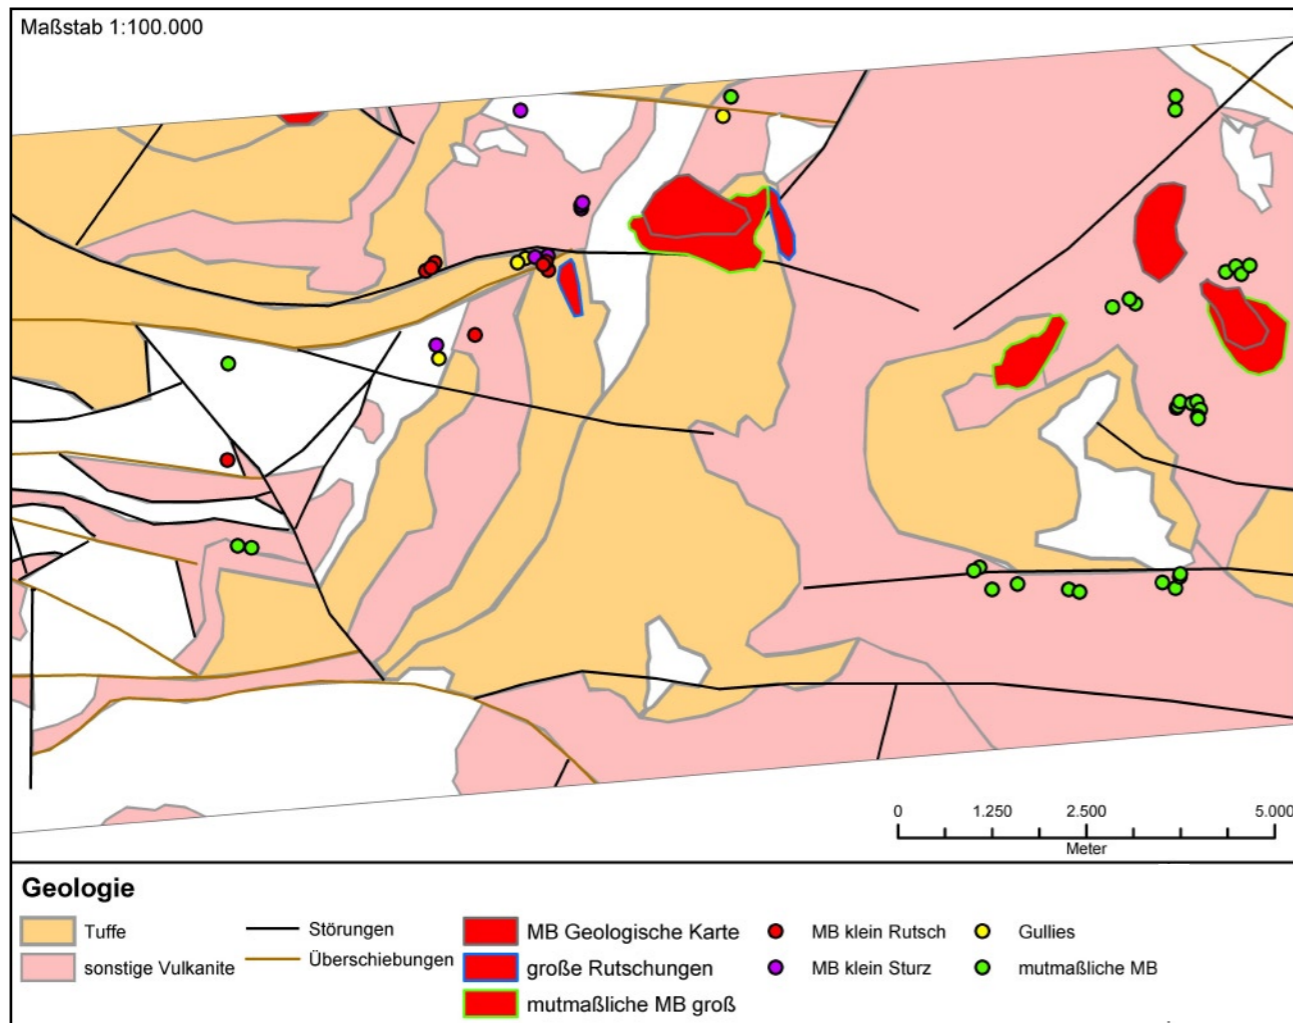 Maßstab 1:100.000
0 1.250 2.500 5.000
Meter
Geologie
Tuffe
sonstige Vulkanite
Störungen
Überschiebungen
MB Geologische Karte
große Rutschungen
mutmaßliche MB groß
MB klein Rutsch
MB klein Sturz
Gullies
mutmaßliche MB